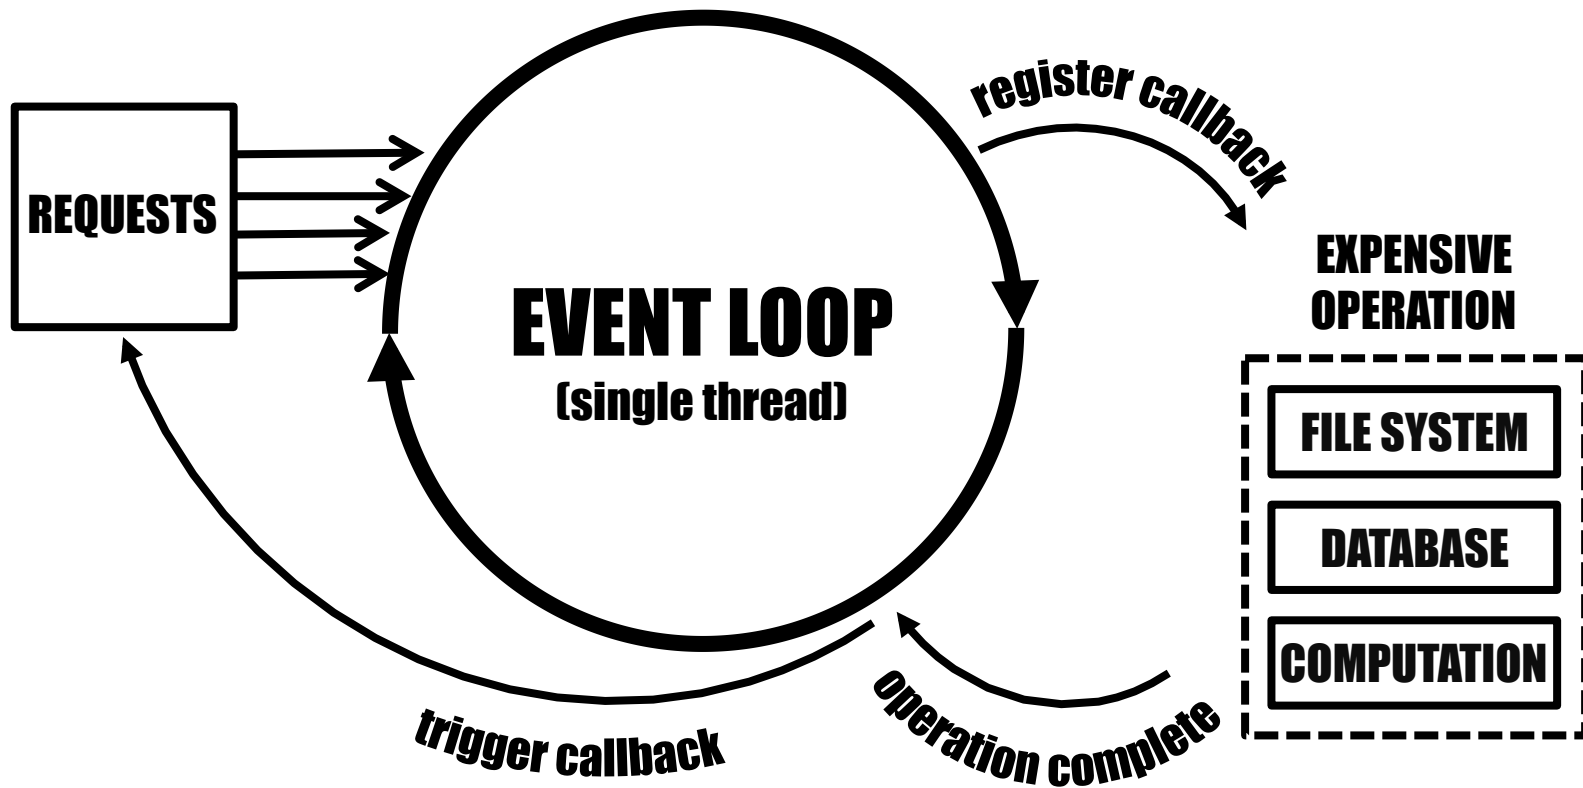 register callback
REQUESTS
EXPENSIVE
OPERATION
EVENT LOOP
(single thread)
FILE SYSTEM
DATABASE
COMPUTATION
operation complete
trigger callback